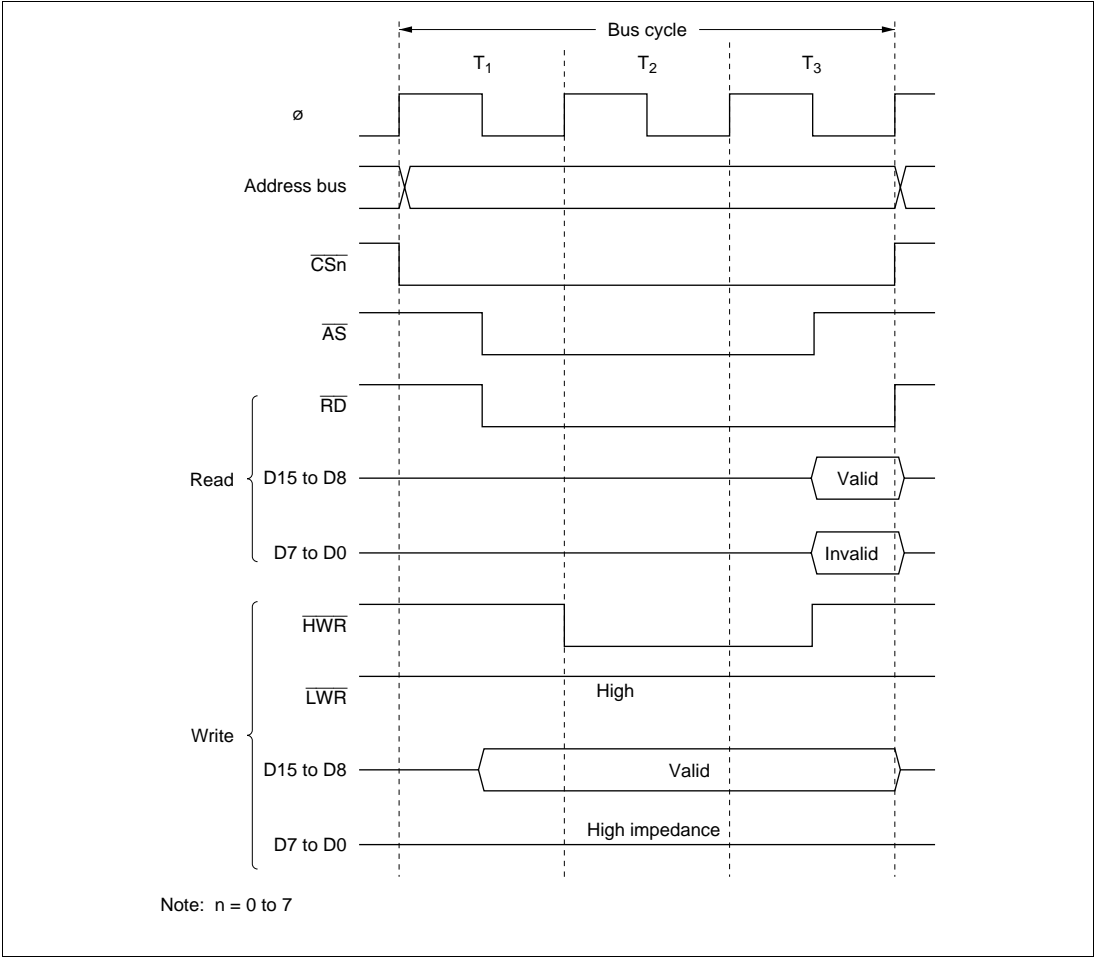 Bus cycle
T1 T2 T3
ø
Address bus
CSn
AS
RD
Read D15 to D8 Valid
D7 to D0 Invalid
HWR
LWR High
Write
D15 to D8 Valid
D7 to D0 High impedance
Note: n = 0 to 7